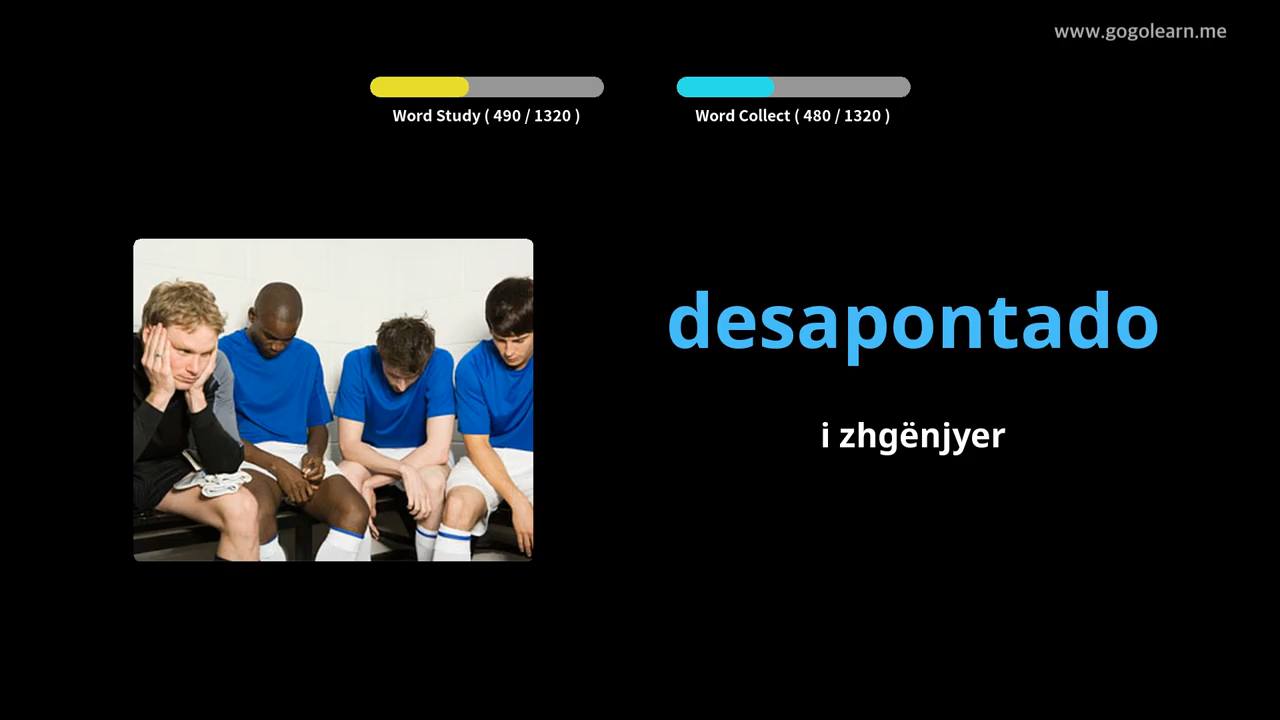 www.gogolearn.me
Word Study ( 490 / 1320 )
Word Collect ( 480 / 1320 )
desapontado
i zhgënjyer